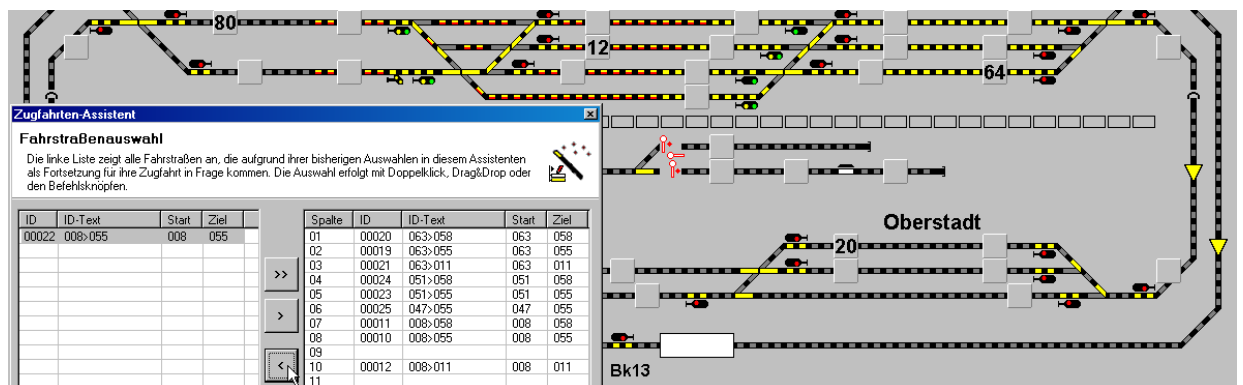 80
12
64
Zugfahrten-Assistent
Fahrstraßenauswahl
Die linke Liste zeigt alle Fahrstraßen an, die aufgrund ihrer bisherigen Auswahlen in diesem Assistenten
als Fortsetzung für ihre Zugfahrt in Frage kommen. Die Auswahl erfolgt mit Doppelklick, Drag&Drop oder
den Befehlsknöpfen.
ID ID-Text Start Ziel
00022 008>055 008 055
>>
>
<
Spalte ID ID-Text Start Ziel
01 00020 063>058 063 058
02 00019 063>055 063 055
03 00021 063>011 063 011
04 00024 051>058 051 058
05 00023 051>055 051 055
06 00025 047>055 047 055
07 00011 008>058 008 058
08 00010 008>055 008 055
09
10 00012 008>011 008 011
11
Oberstadt
20
Bk13